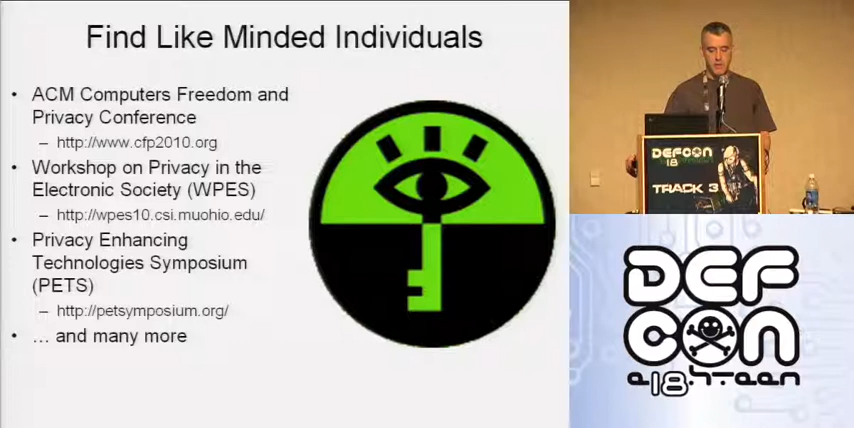 Find Like Minded Individuals
• ACM Computers Freedom and
Privacy Conference
– http://www.cfp2010.org
• Workshop on Privacy in the
Electronic Society (WPES)
– http://wpes10.csi.muohio.edu/
• Privacy Enhancing
Technologies Symposium
(PETS)
– http://petsymposium.org/
• … and many more
DEFCON
18
TRACK 3
DEF
CON
e18hteen